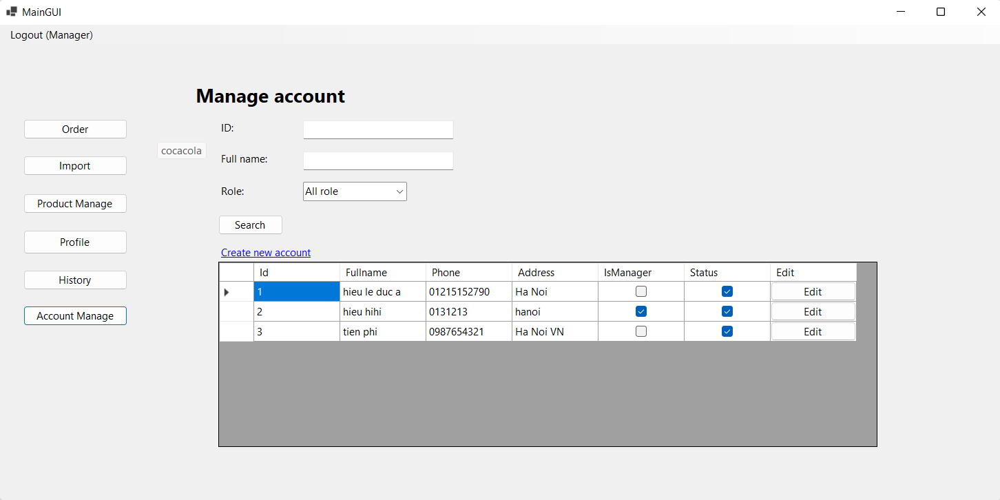 MainGUI
Logout (Manager)
Manage account
Order
Import
Product Manage
Profile
History
Account Manage
cocacola
ID:
Full name:
Role: All role
Search
Create new account
Id Fullname Phone Address IsManager Status Edit
1 hieu le duc a 01215152790 Ha Noi Edit
2 hieu hihi 0131213 hanoi Edit
3 tien phi 0987654321 Ha Noi VN Edit